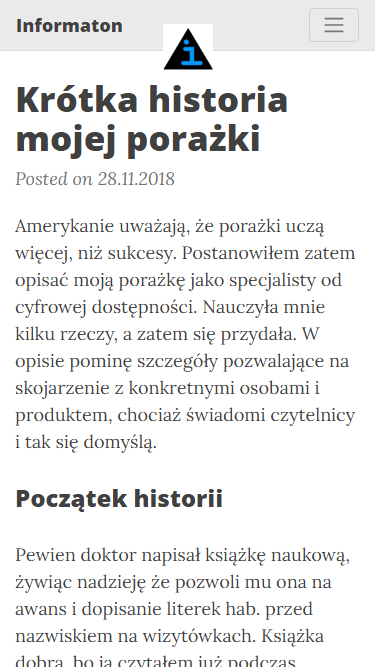 Informaton
Krótka historia
mojej porażki
Posted on 28.11.2018
Amerykanie uważają, że porażki uczą
więcej, niż sukcesy. Postanowiłem zatem
opisać moją porażkę jako specjalisty od
cyfrowej dostępności. Nauczyła mnie
kilku rzeczy, a zatem się przydała. W
opisie pominę szczegóły pozwalające na
skojarzenie z konkretnymi osobami i
produktem, chociaż świadomi czytelnicy
i tak się domyślą.
Początek historii
Pewien doktor napisał książkę naukową,
żywiąc nadzieję że pozwoli mu ona na
awans i dopisanie literek hab. przed
nazwiskiem na wizytówkach. Książka
dobra, bo ja czytałem już podczas